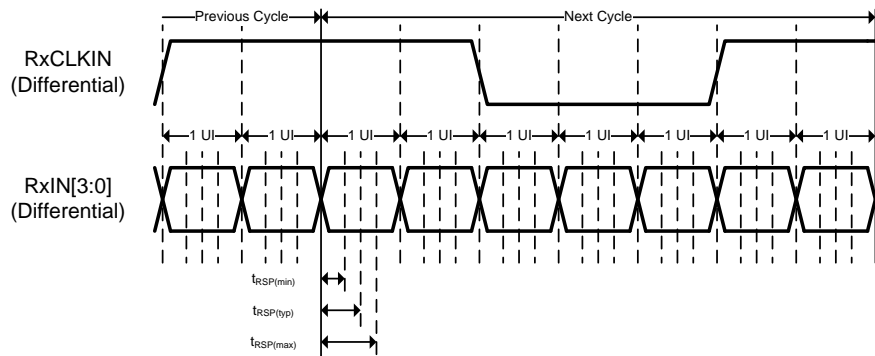 Previous Cycle
Next Cycle
RxCLKIN
(Differential)
1 UI
1 UI
1 UI
1 UI
1 UI
1 UI
1 UI
1 UI
1 UI
RxIN[3:0]
(Differential)
tRSP(min)
tRSP(typ)
tRSP(max)